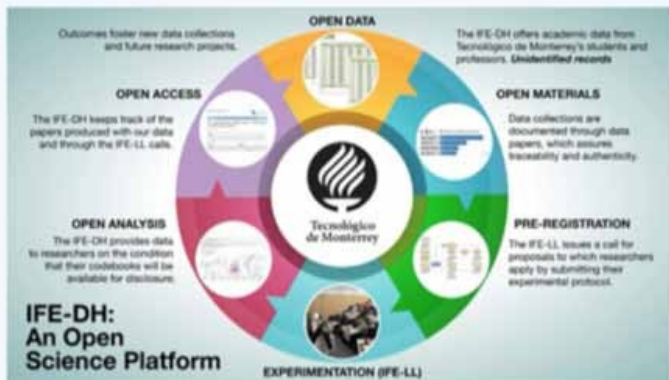 OPEN DATA
Outcomes foster new data collections
and future research projects.
The IFE-DH offers academic data from
Tecnológico de Monterrey's students and
professors. Unidentified records
OPEN ACCESS
The IFE-DH keeps track of the
papers produced with our data
and through the IFE-LL calls.
OPEN MATERIALS
Data collections are
documented through data
papers, which assures
traceability and authenticity.
Tecnológico
de Monterrey
OPEN ANALYSIS
The IFE-DH provides data
to researchers on the condition
that their codebooks will be
available for disclosure.
PRE-REGISTRATION
The IFE-LL issues a call for
proposals to which researchers
apply by submitting their
experimental protocol.
IFE-DH:
An Open
Science Platform
EXPERIMENTATION (IFE-LL)